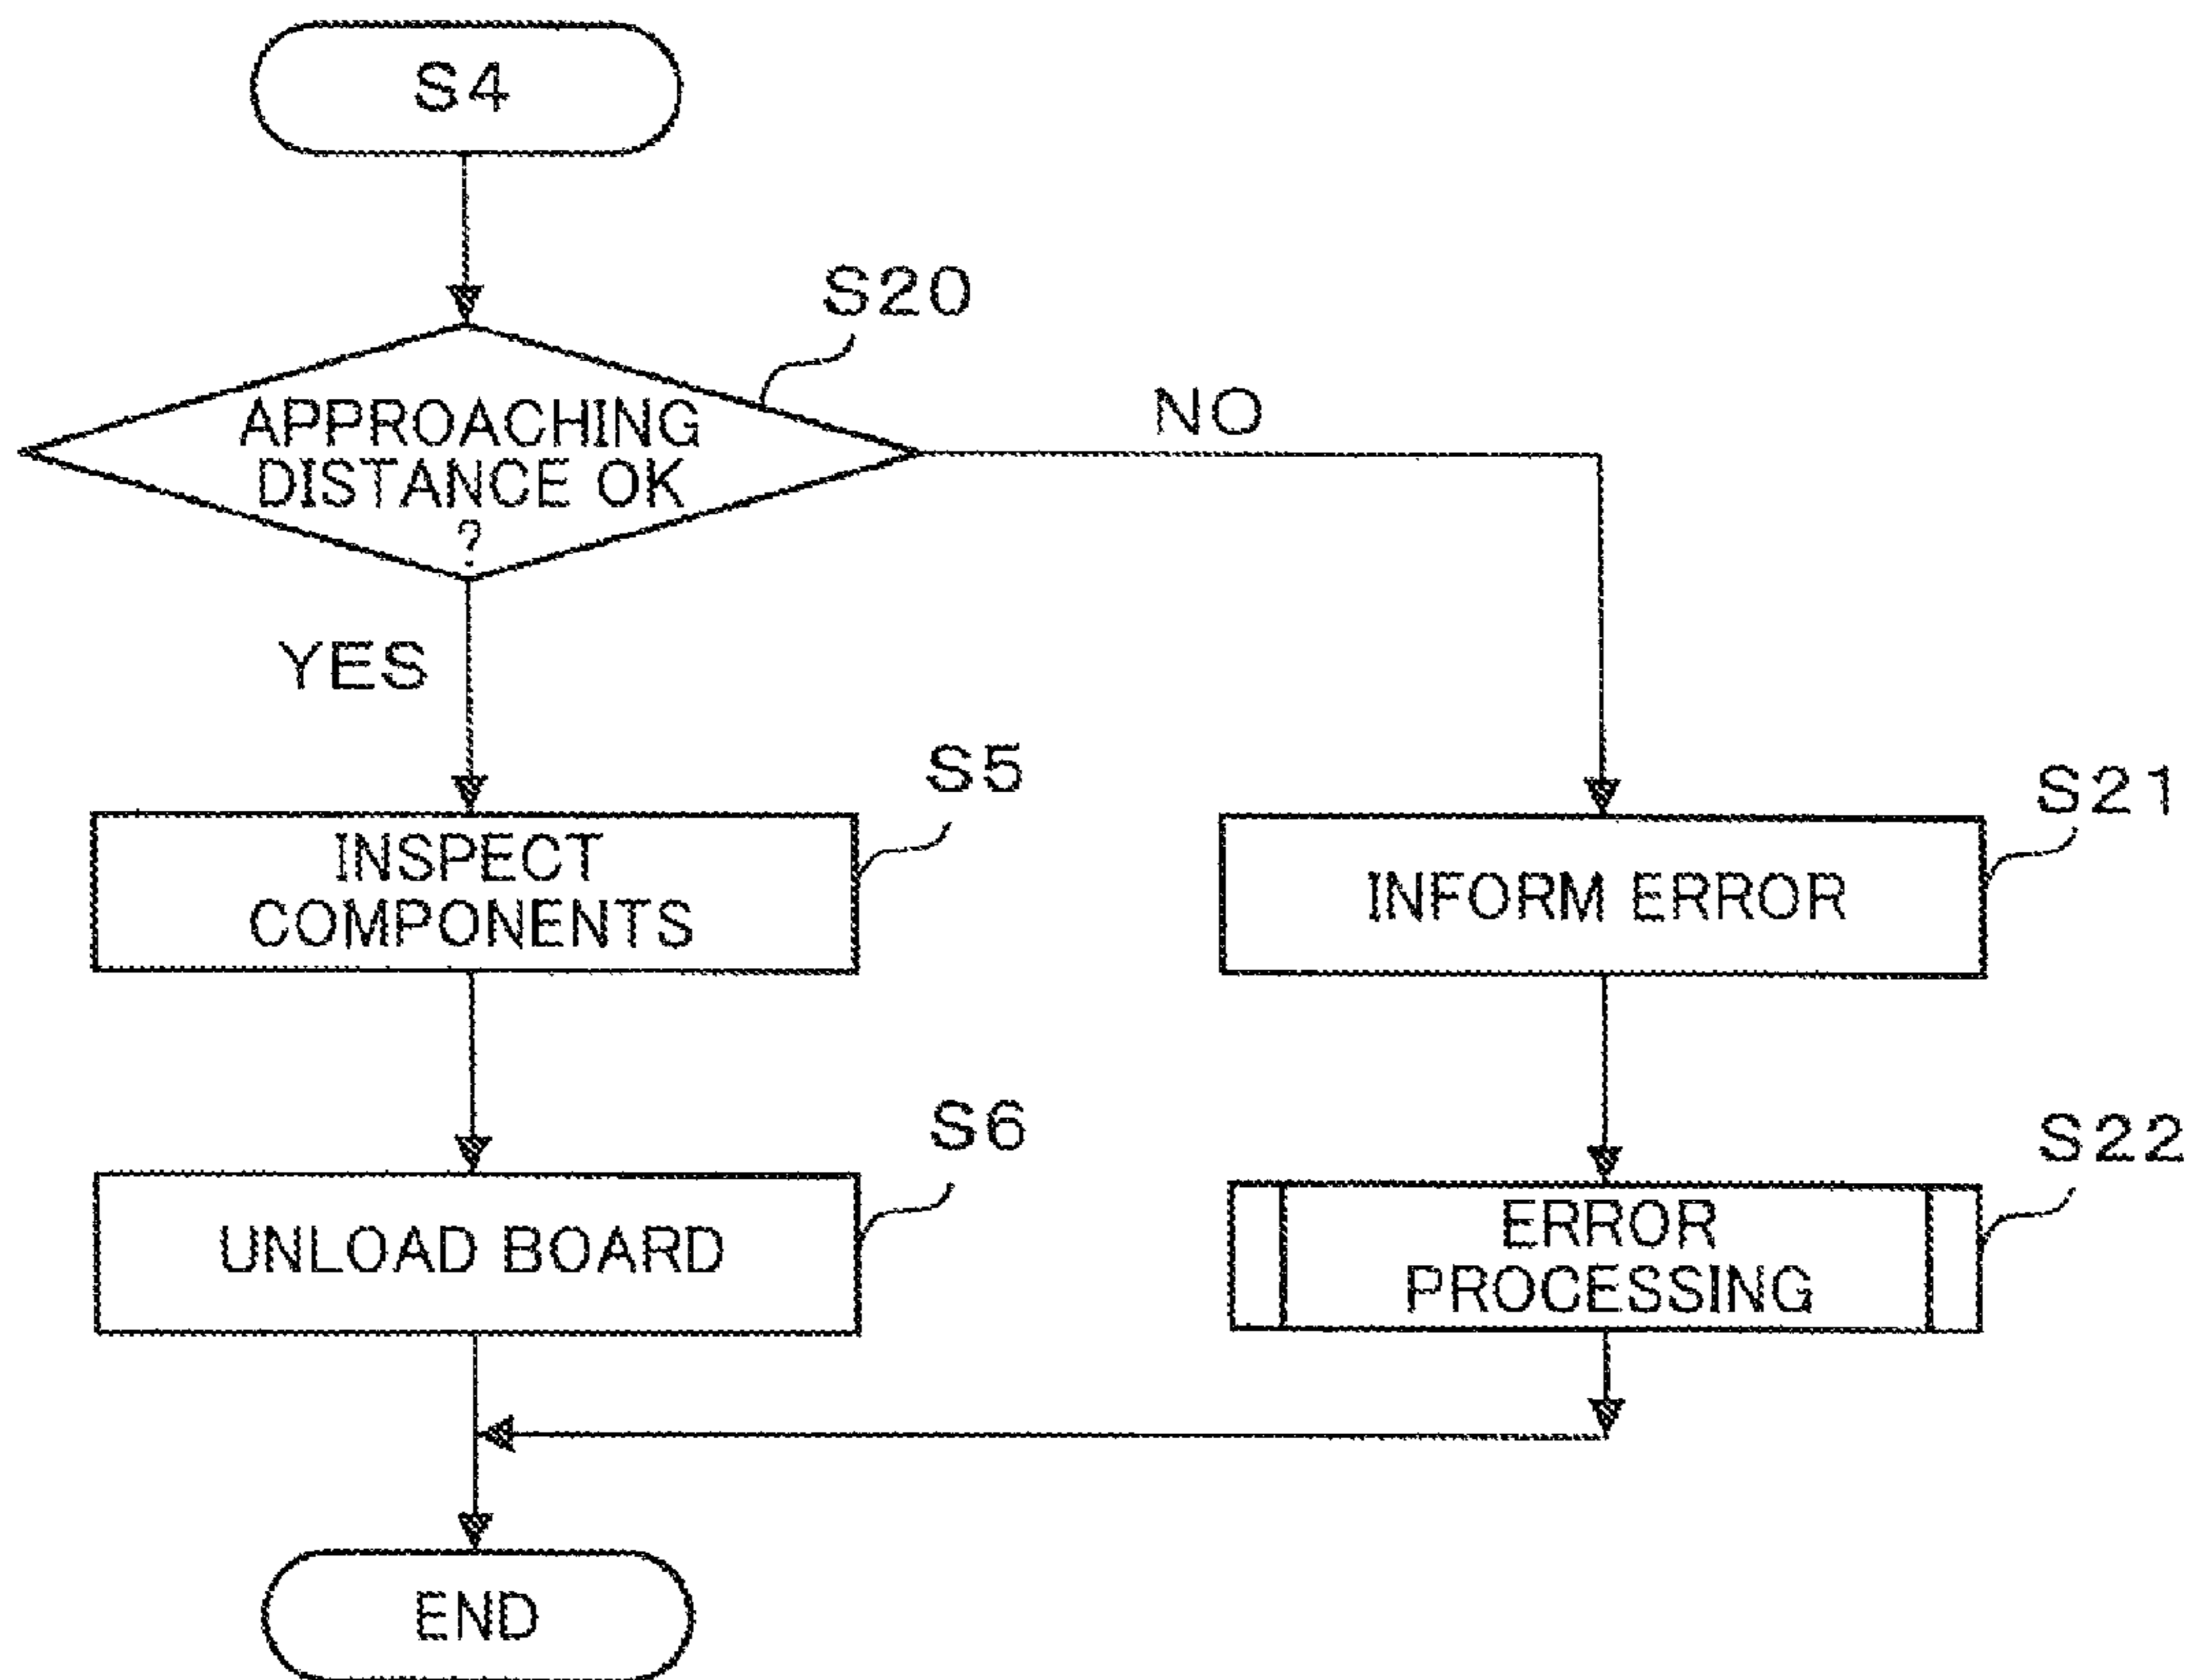 S4
S20
APPROACHING
DISTANCE OK
?
NO
YES
S5
INSPECT
COMPONENTS
S21
INFORM ERROR
S6
UNLOAD BOARD
S22
ERROR
PROCESSING
END